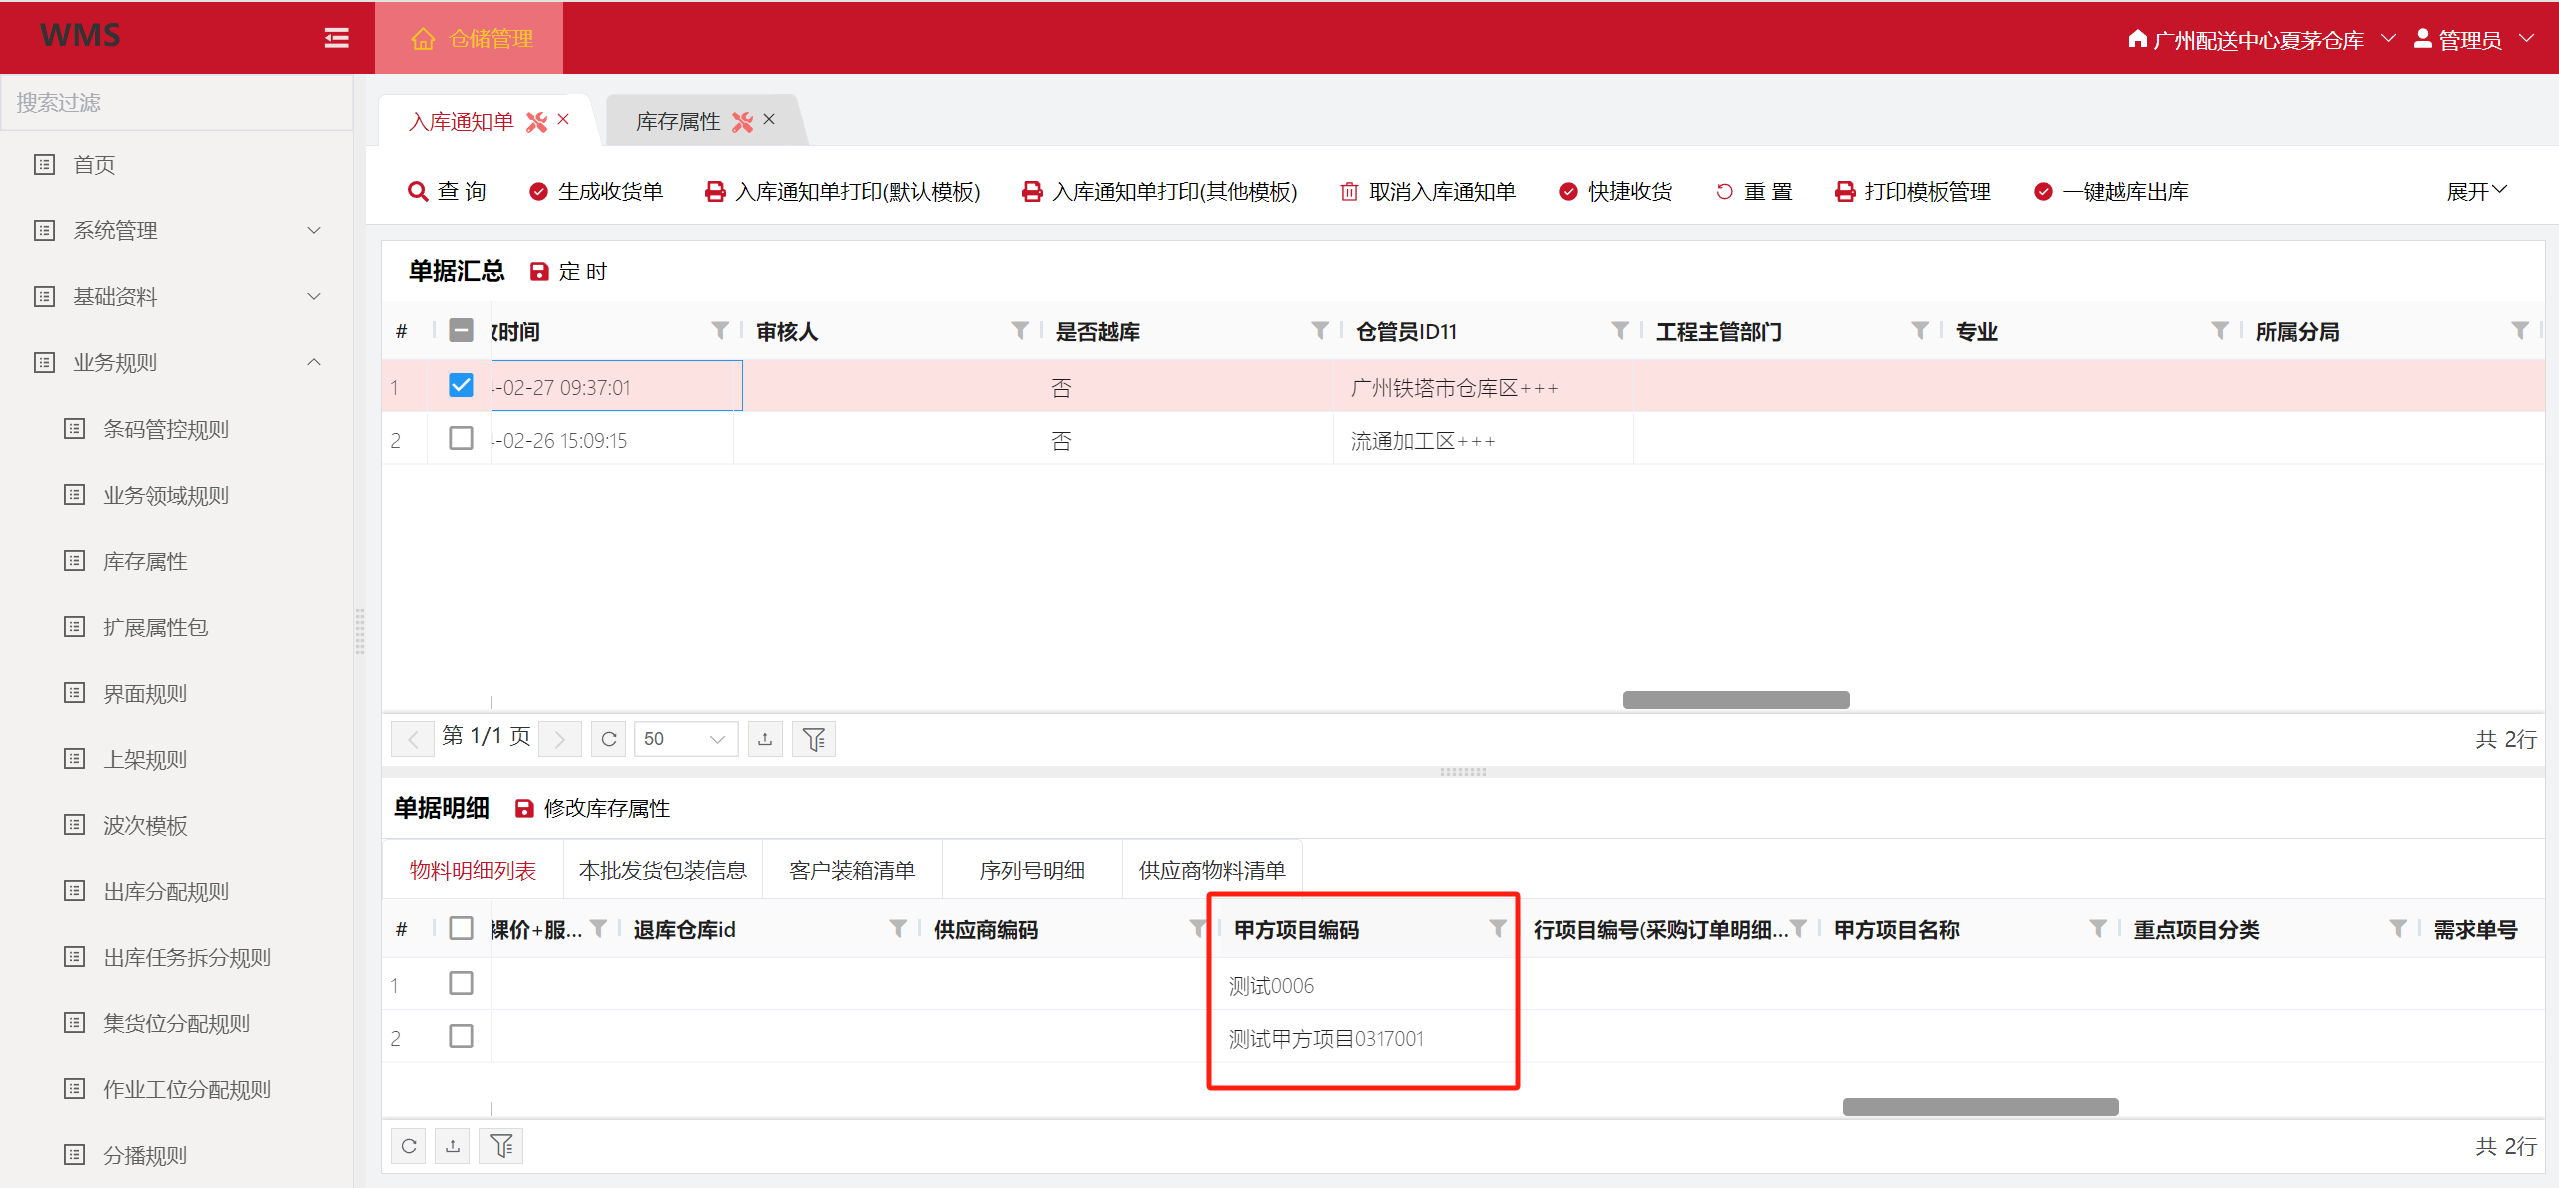 WMS
仓储管理
广州配送中心夏茅仓库
管理员
搜索过滤
首页
系统管理
基础资料
业务规则
条码管控规则
业务领域规则
库存属性
扩展属性包
界面规则
上架规则
波次模板
出库分配规则
出库任务拆分规则
集货位分配规则
作业工位分配规则
分播规则
入库通知单
库存属性
查 询
生成收货单
入库通知单打印(默认模板)
入库通知单打印(其他模板)
取消入库通知单
快捷收货
重 置
打印模板管理
一键越库出库
展开
单据汇总
定 时
# 时间 审核人 是否越库 仓管员ID11 工程主管部门 专业 所属分局
1 -02-27 09:37:01 否 广州铁塔市仓库区+++
2 -02-26 15:09:15 否 流通加工区+++
第 1/1 页
50
共 2行
单据明细
修改库存属性
物料明细列表
本批发货包装信息
客户装箱清单
序列号明细
供应商物料清单
# 裸价+服... 退库仓库id 供应商编码 甲方项目编码 行项目编号(采购订单明细... 甲方项目名称 重点项目分类 需求单号
1 测试0006
2 测试甲方项目0317001
共 2行